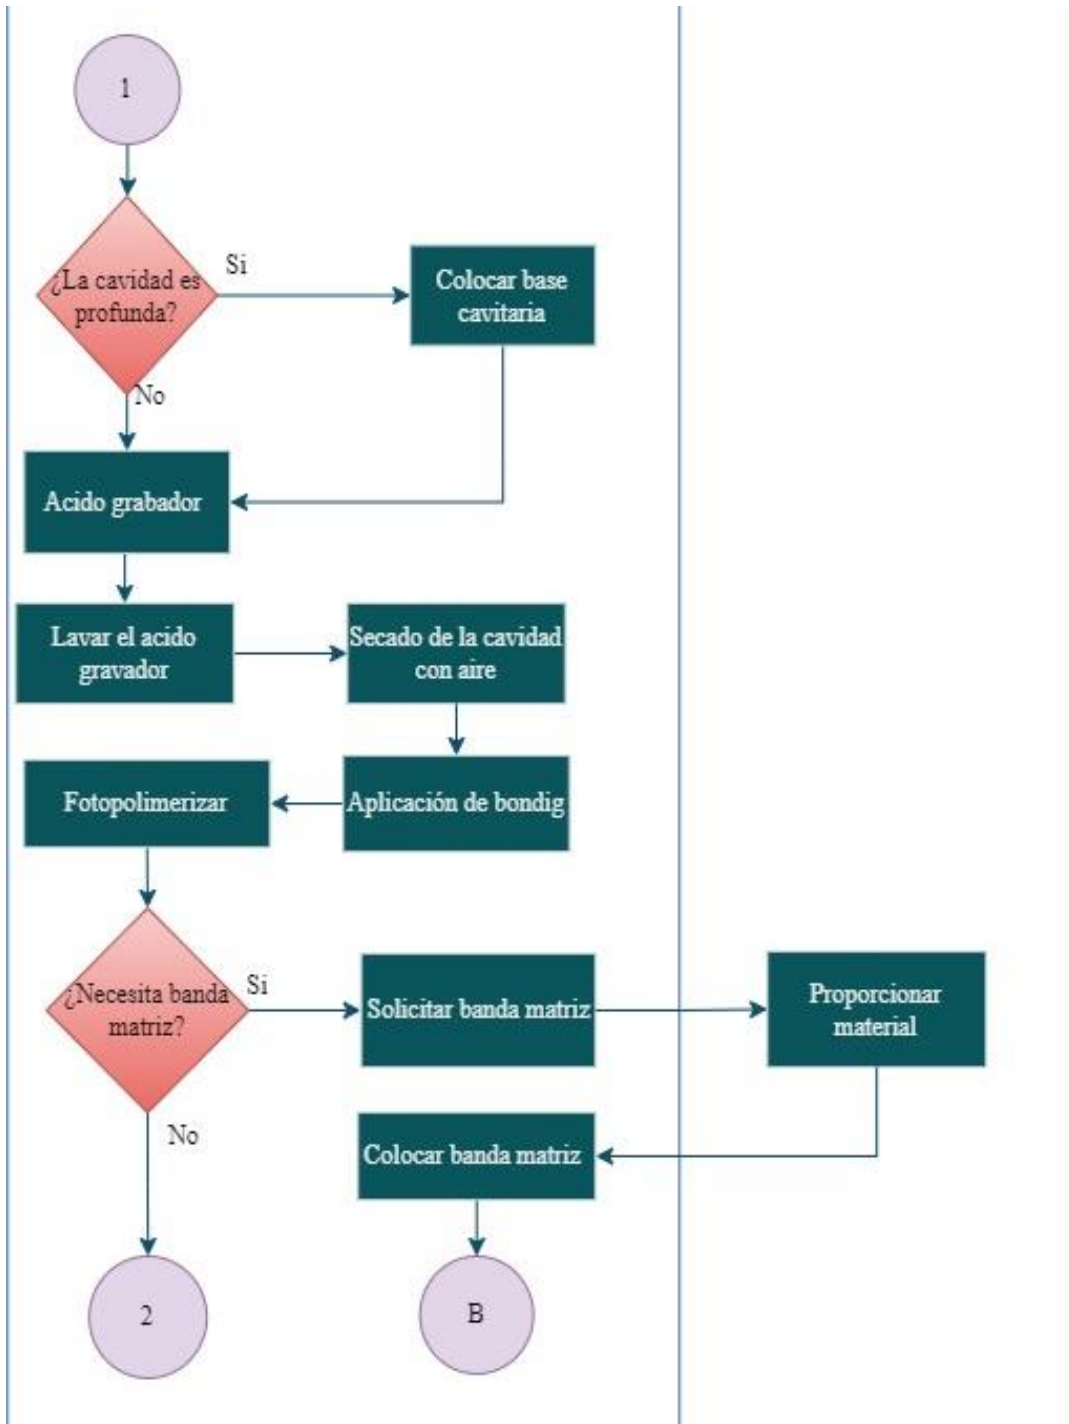 1
¿La cavidad es
profunda?
Si
Colocar base
cavitaria
No
Acido grabador
Lavar el acido
gravador
Secado de la cavidad
con aire
Fotopolimerizar
Aplicación de bondig
¿Necesita banda
matriz?
Si
Solicitar banda matriz
Proporcionar
material
No
Colocar banda matriz
2
B